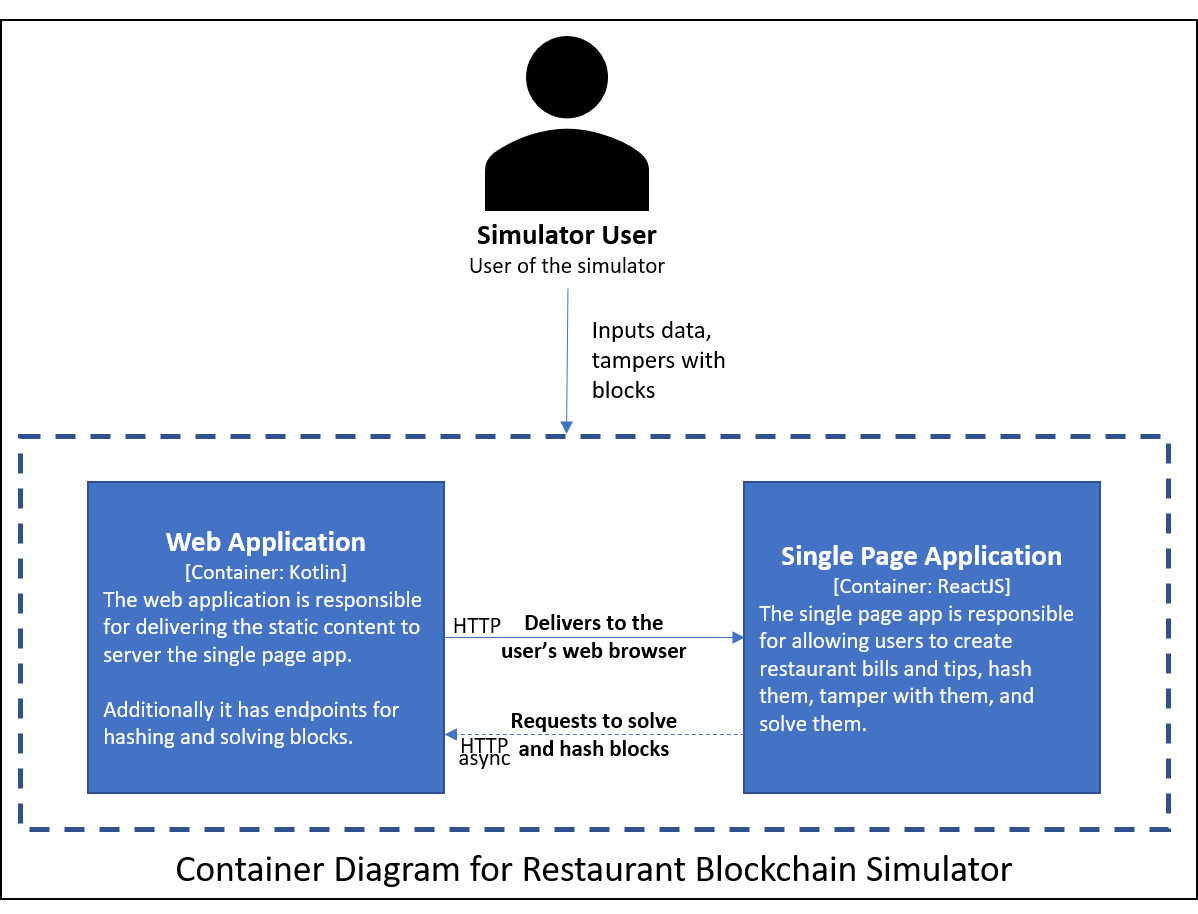 Simulator User
User of the simulator
Inputs data,
tampers with
blocks
Web Application
[Container: Kotlin]
The web application is responsible
for delivering the static content to
server the single page app.
Additionally it has endpoints for
hashing and solving blocks.
HTTP
Delivers to the
user's web browser
Requests to solve
and hash blocks
HTTP
async
Single Page Application
[Container: ReactJS]
The single page app is responsible
for allowing users to create
restaurant bills and tips, hash
them, tamper with them, and
solve them.
Container Diagram for Restaurant Blockchain Simulator